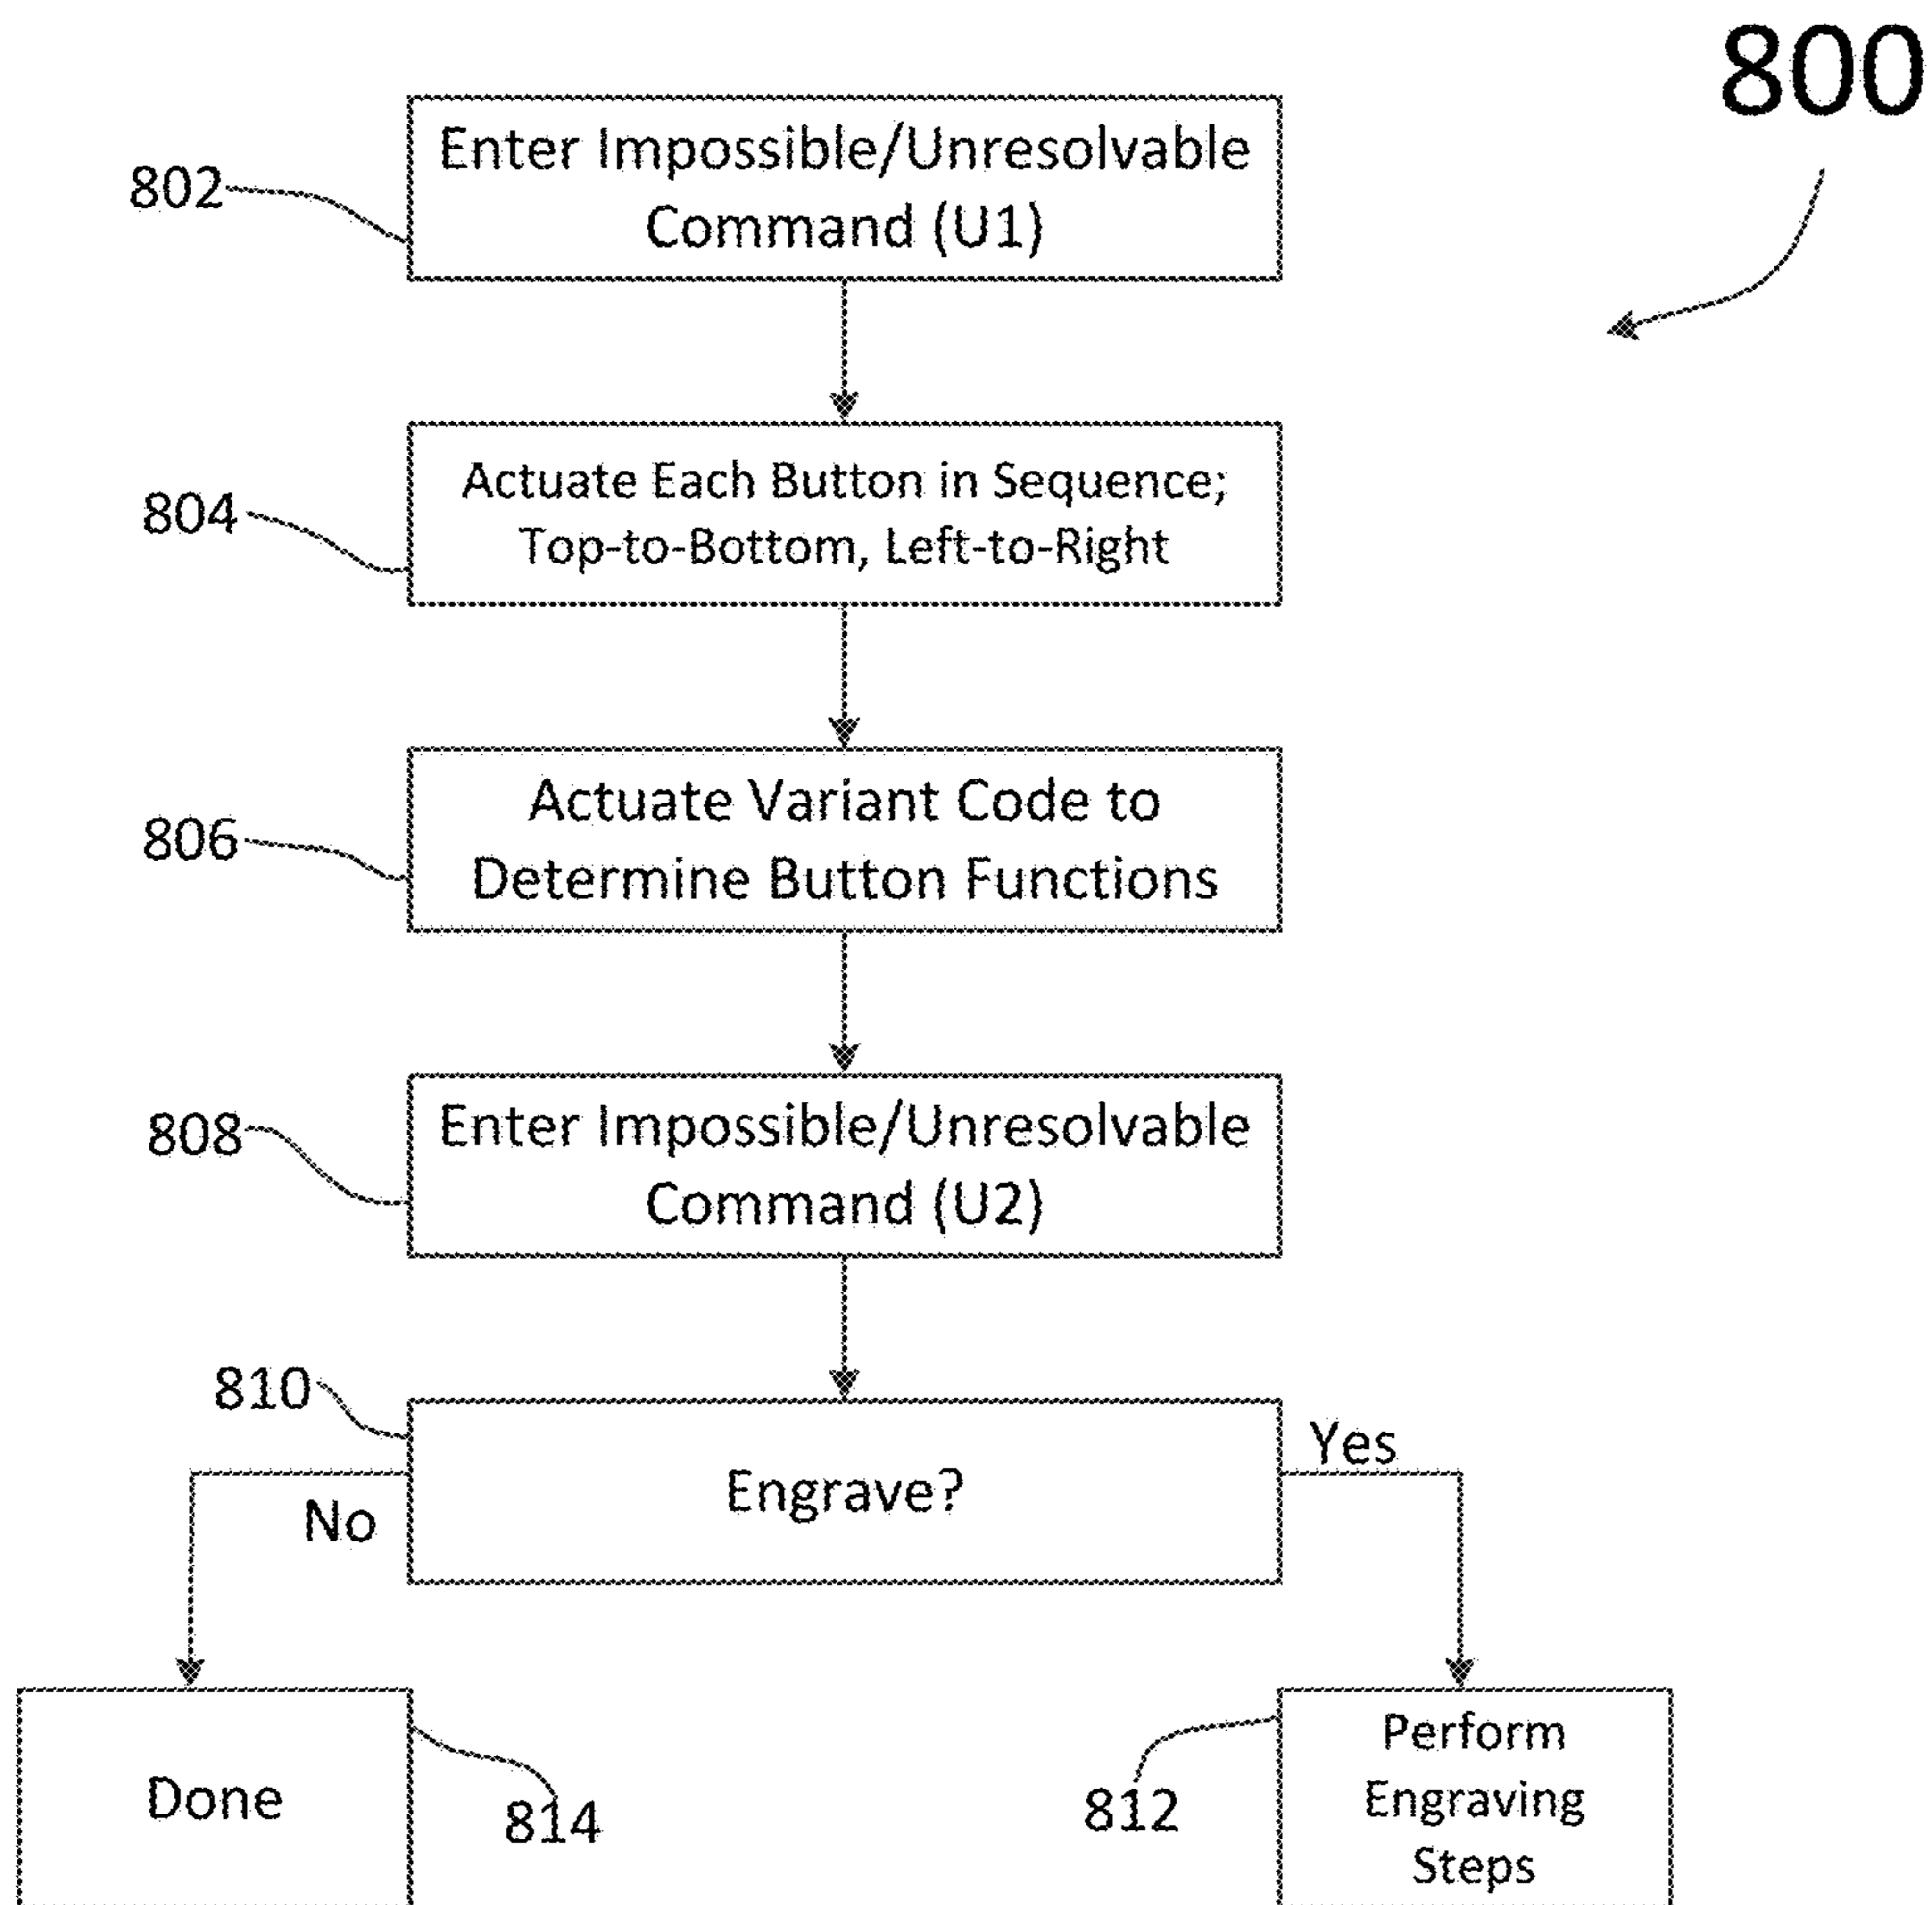 800
Enter Impossible/Unresolvable
Command (U1)
802
Actuate Each Button in Sequence;
Top-to-Bottom, Left-to-Right
804
Actuate Variant Code to
Determine Button Functions
806
Enter Impossible/Unresolvable
Command (U2)
808
810
Engrave?
Yes
No
Done
814
812
Perform
Engraving
Steps